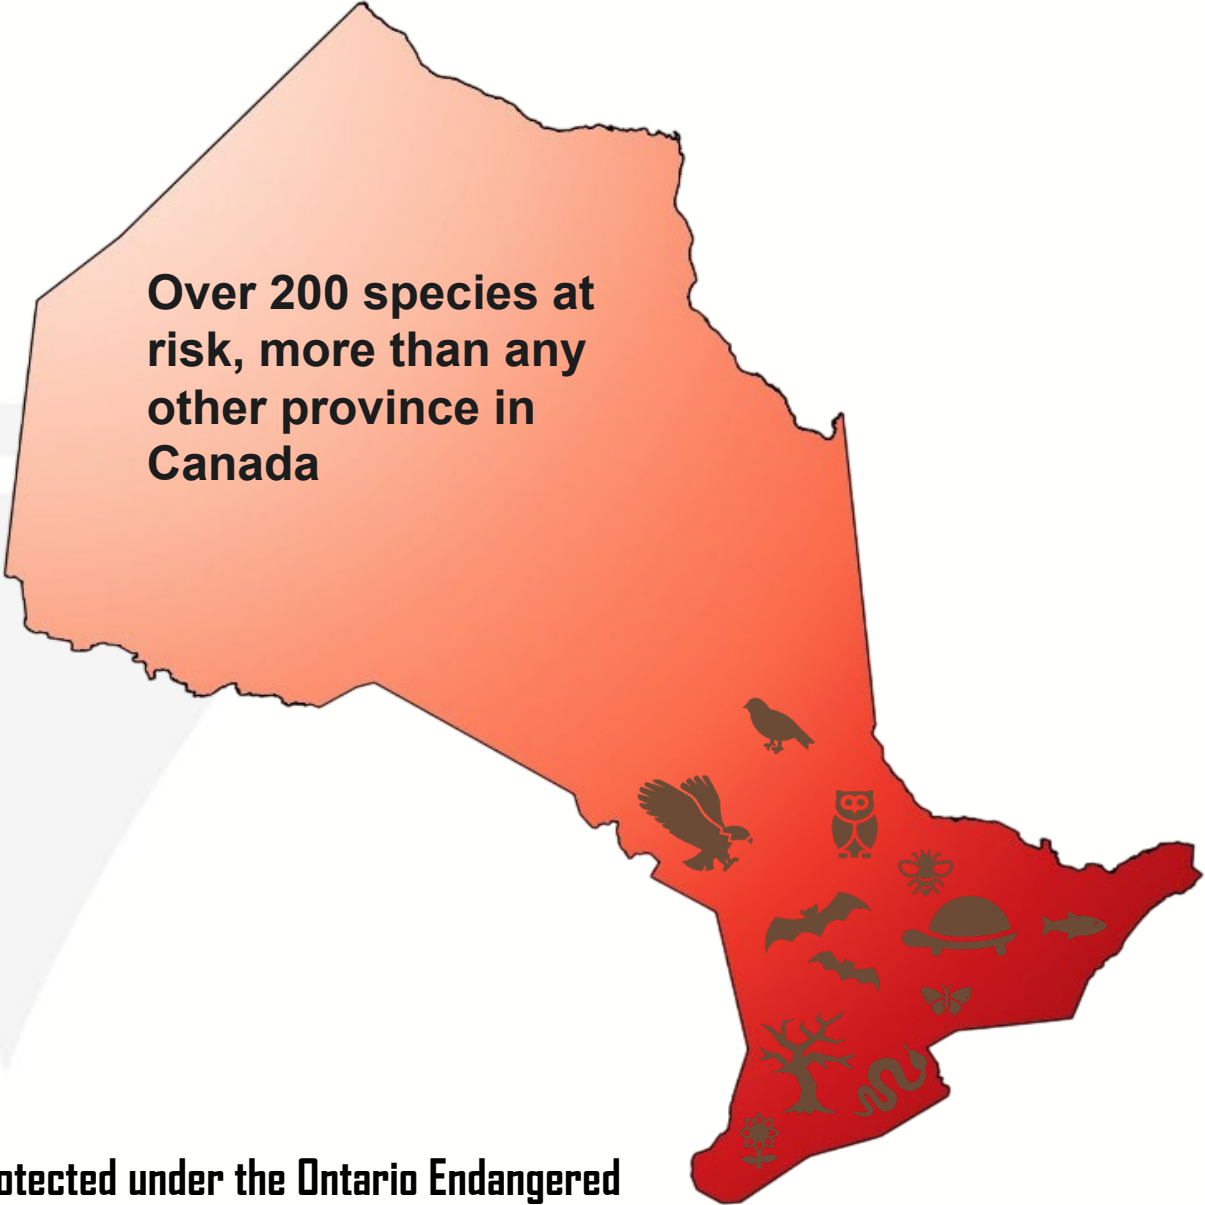 Over 200 species at
risk, more than any
other province in
Canada
otected under the Ontario Endangered